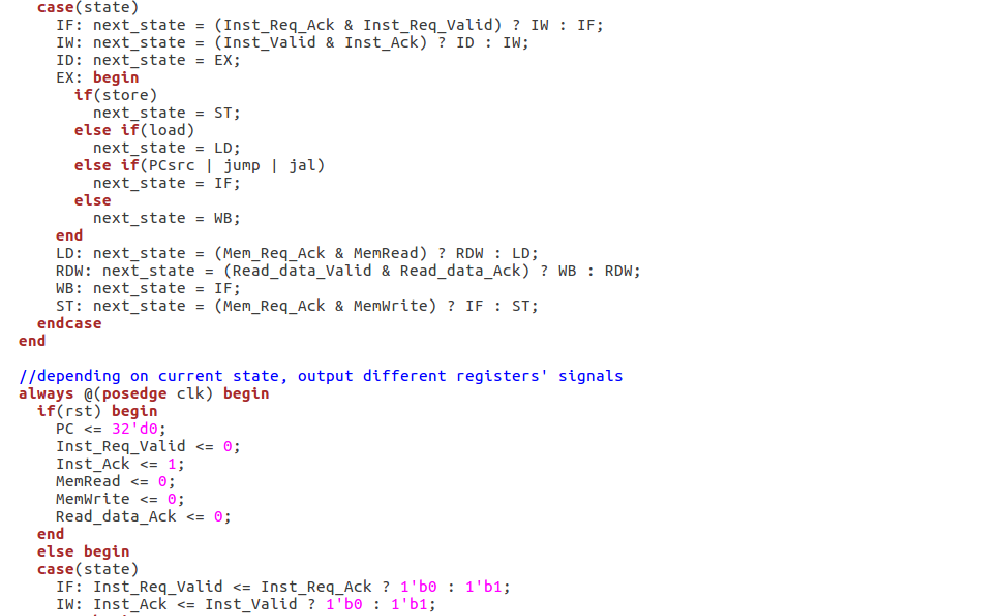 case(state)
IF: next_state = (Inst_Req_Ack & Inst_Req_Valid) ? IW : IF;
IW: next_state = (Inst_Valid & Inst_Ack) ? ID : IW;
ID: next_state = EX;
EX: begin
if(store)
next_state = ST;
else if(load)
next_state = LD;
else if(PCsrc | jump | jal)
next_state = IF;
else
next_state = WB;
end
LD: next_state = (Mem_Req_Ack & MemRead) ? RDW : LD;
RDW: next_state = (Read_data_Valid & Read_data_Ack) ? WB : RDW;
WB: next_state = IF;
ST: next_state = (Mem_Req_Ack & MemWrite) ? IF : ST;
endcase
end
//depending on current state, output different registers' signals
always @(posedge clk) begin
if(rst) begin
PC <= 32'd0;
Inst_Req_Valid <= 0;
Inst_Ack <= 1;
MemRead <= 0;
MemWrite <= 0;
Read_data_Ack <= 0;
end
else begin
case(state)
IF: Inst_Req_Valid <= Inst_Req_Ack ? 1'b0 : 1'b1;
IW: Inst_Ack <= Inst_Valid ? 1'b0 : 1'b1;